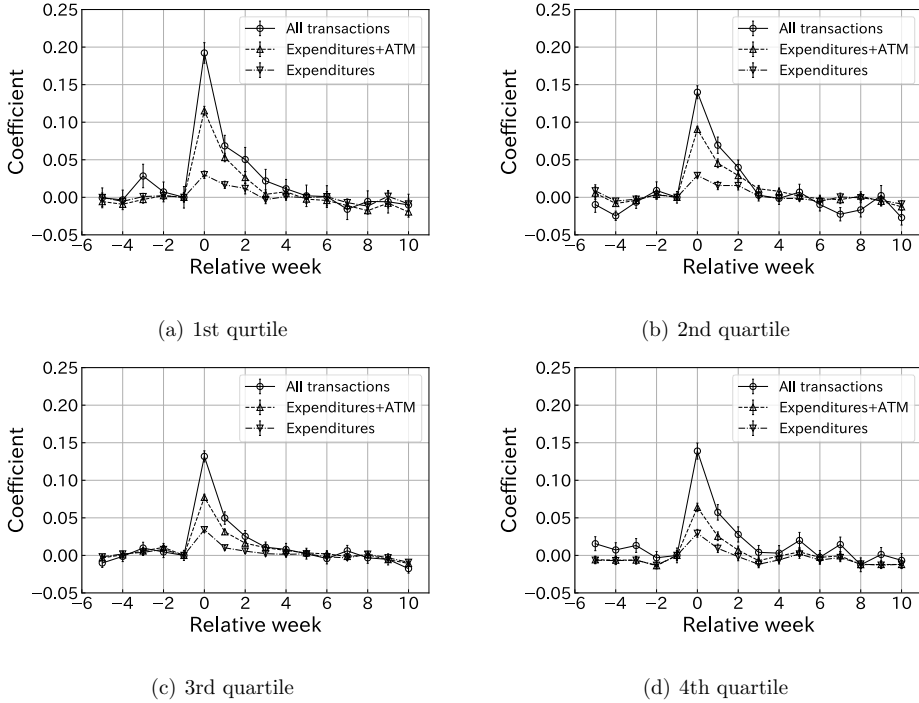 0.25
0.20
0.15
0.10
0.05
0.00
−0.05
−6 −4 −2 0 2 4 6 8 10
Coefficient
Relative week
All transactions
Expenditures+ATM
Expenditures
(a) 1st qurtile
0.25
0.20
0.15
0.10
0.05
0.00
−0.05
−6 −4 −2 0 2 4 6 8 10
Coefficient
Relative week
All transactions
Expenditures+ATM
Expenditures
(b) 2nd quartile
0.25
0.20
0.15
0.10
0.05
0.00
−0.05
−6 −4 −2 0 2 4 6 8 10
Coefficient
Relative week
All transactions
Expenditures+ATM
Expenditures
(c) 3rd quartile
0.25
0.20
0.15
0.10
0.05
0.00
−0.05
−6 −4 −2 0 2 4 6 8 10
Coefficient
Relative week
All transactions
Expenditures+ATM
Expenditures
(d) 4th quartile